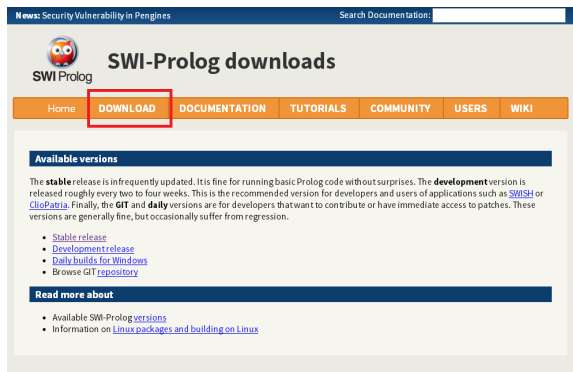 News: Security Vulnerability in Pengines
Search Documentation:
SWI Prolog
SWI-Prolog downloads
Home DOWNLOAD DOCUMENTATION TUTORIALS COMMUNITY USERS WIKI
Available versions
The stable release is infrequently updated. It is fine for running basic Prolog code without surprises. The development version is
released roughly every two to four weeks. This is the recommended version for developers and users of applications such as SWISH or
ClioPatria. Finally, the GIT and daily versions are for developers that want to contribute or have immediate access to patches. These
versions are generally fine, but occasionally suffer from regression.
Stable release
Development release
Daily builds for Windows
Browse GIT repository
Read more about
Available SWI-Prolog versions
Information on Linux packages and building on Linux